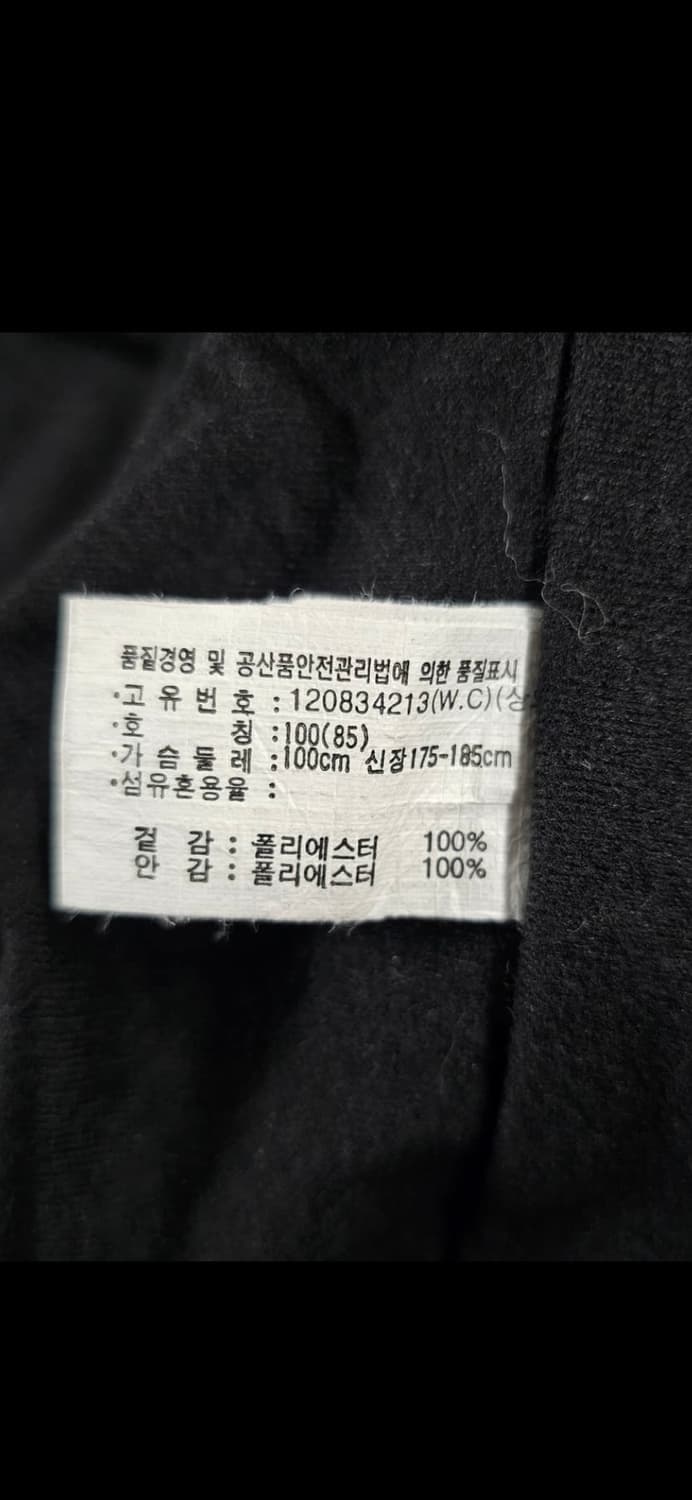 품질경영 및 공산품안전관리법에 의한 품질표시
·고 유 번 호 : 120834213(W.C)(상
·호 칭 :100(85)
·가 슴 둘 레 :100cm 신장175-185cm
·섬유혼용율 :
겉 감 : 폴리에스터 100%
안 감 : 폴리에스터 100%